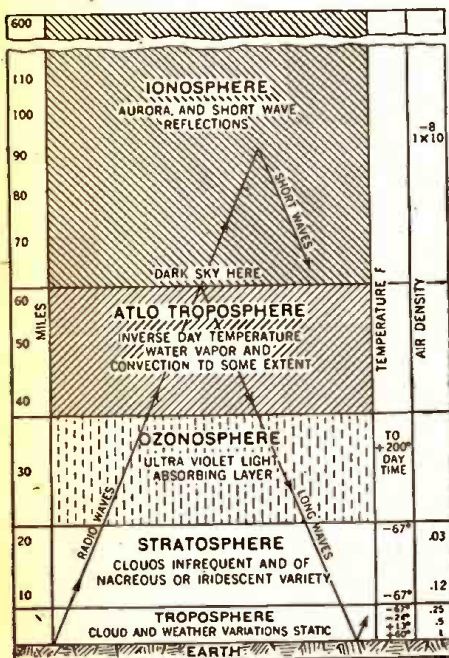 600
110
IONOSPHERE
AURORA, AND SHORT WAVE
REFLECTIONS
100
-8
1×10
90
80
SHORT WAVES
70
DARK SKY HERE
60
MILES
TEMPERATURE F
AIR DENSITY
ATLO TROPOSPHERE
INVERSE DAY TEMPERATURE
WATER VAPOR AND
CONVECTION TO SOME EXTENT
50
40
OZONOSPHERE
ULTRA VIOLET LIGHT
ABSORBING LAYER
TO
+200°
DAY
TIME
30
RADIO WAVES
LONG WAVES
20
-67°
.03
STRATOSPHERE
CLOUDS INFREQUENT AND OF
NACREOUS OR IRIDESCENT VARIETY
10
-67°
.12
TROPOSPHERE
CLOUD AND WEATHER VARIATIONS STATIC
-67°
.25
.5
+60°
1
EARTH